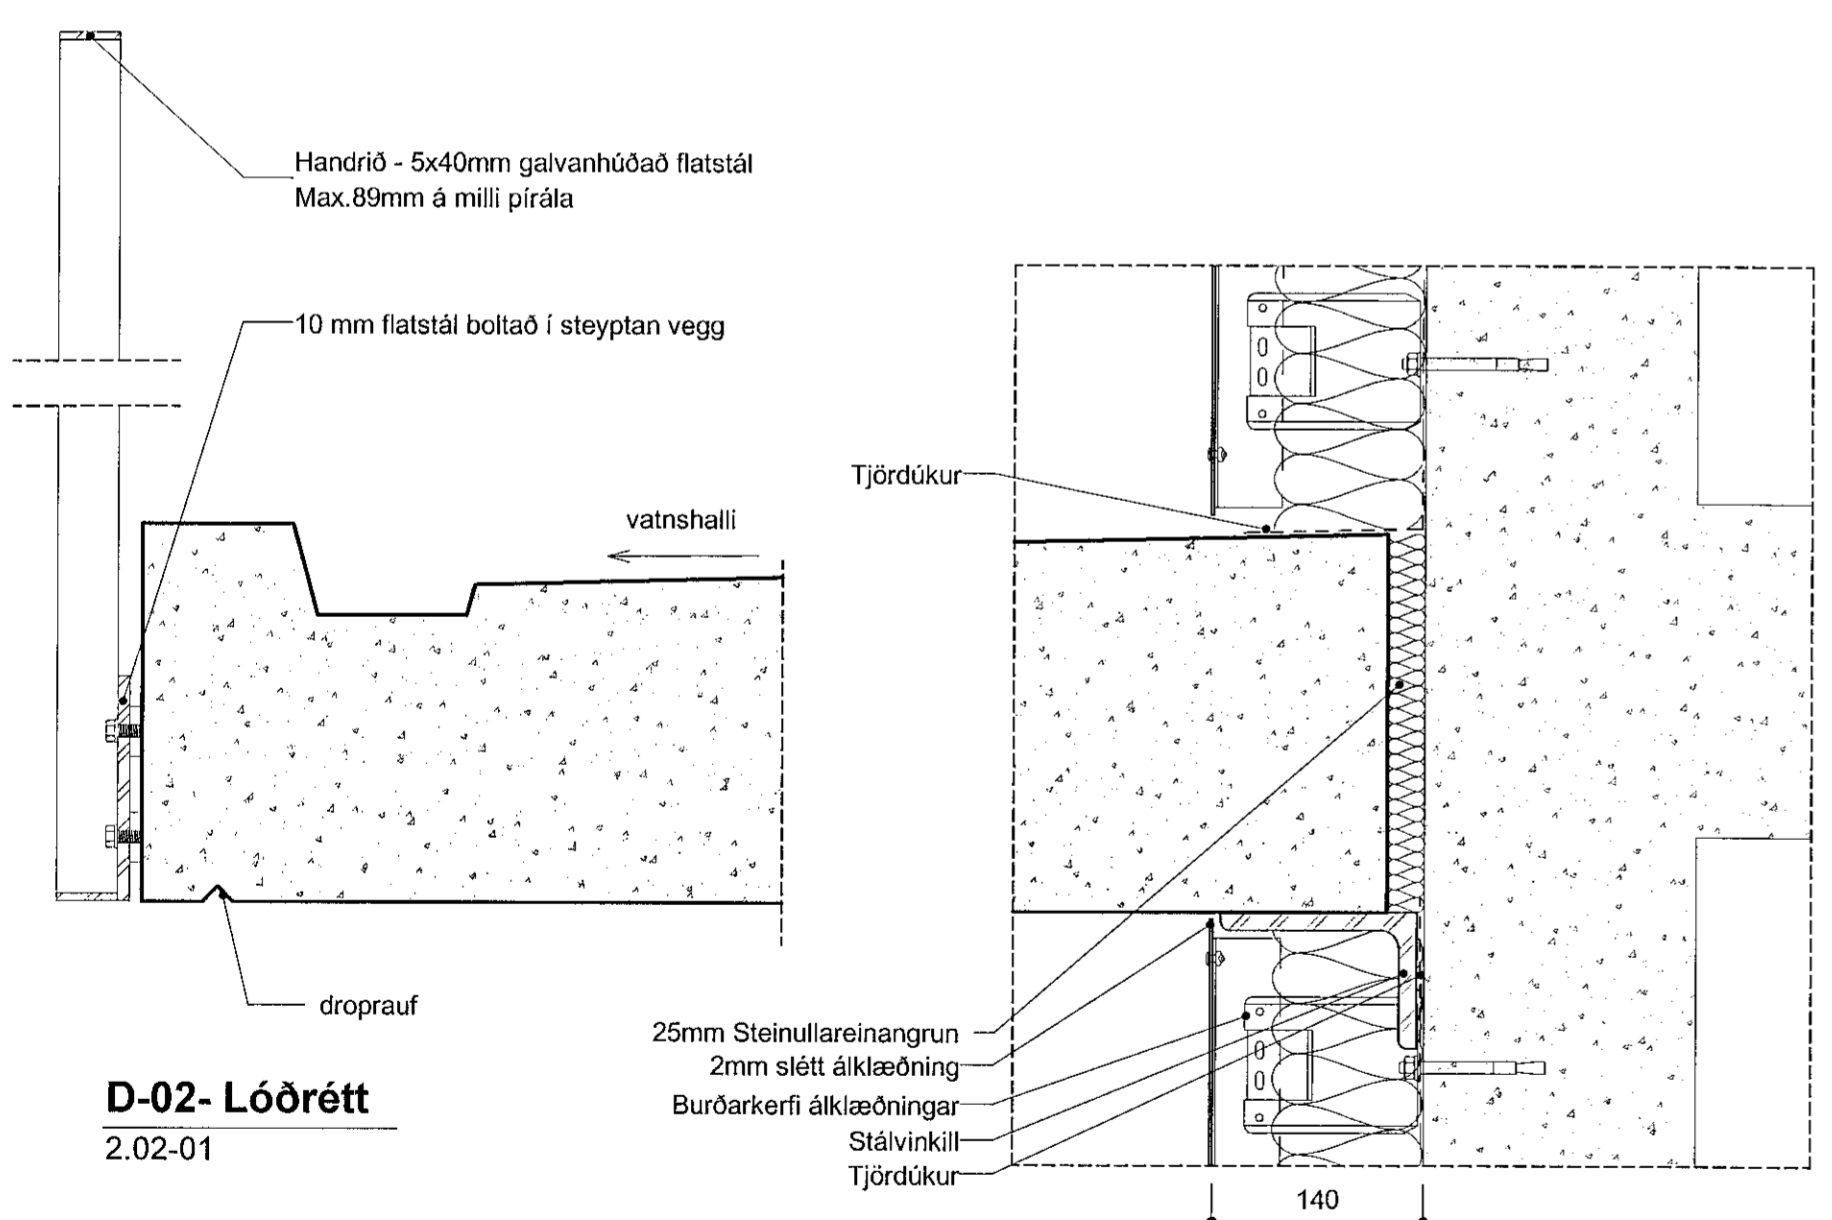 Handrið - 5x40mm galvanhúðað flatstál
Max.89mm á milli pírála
10 mm flatstál boltað í steyptan vegg
Tjördúkur
vatnshalli
droprauf
25mm Steinullareinangrun
2mm slétt álklæðning
Burðarkerfi álklæðningar
Stálvinkill
Tjördúkur
D-02- Lóðrétt
2.02-01
140